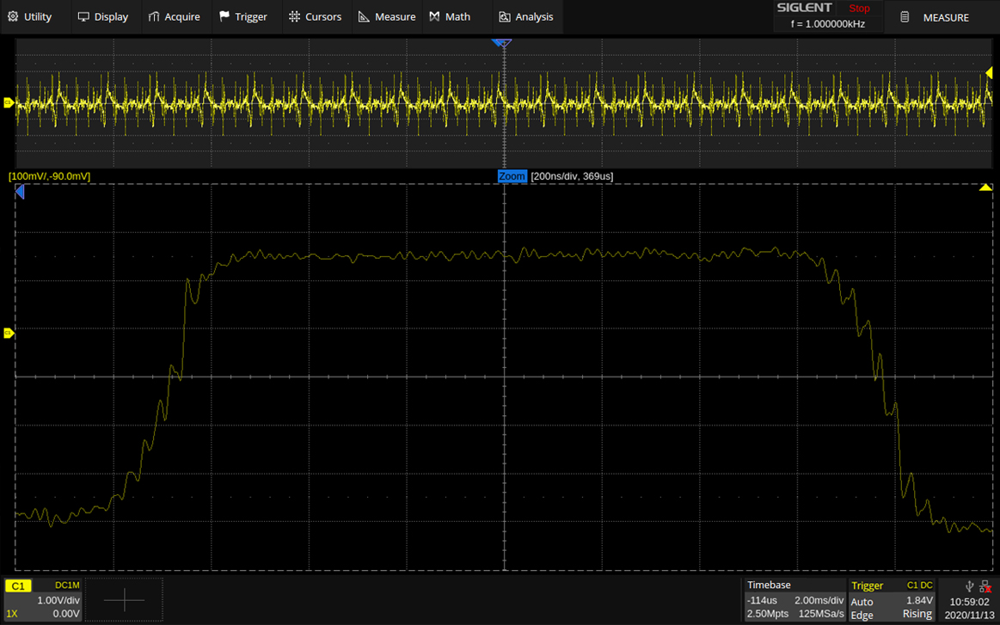 Utility Display Acquire Trigger Cursors Measure Math Analysis SIGLENT Stop MEASURE
f = 1.000000kHz
C1
[100mV/,-90.0mV] Zoom [200ns/div, 369us]
C1
C1 DC1M Timebase Trigger C1 DC
1.00V/div -114us 2.00ms/div Auto 1.84V 10:59:02
1X 0.00V 2.50Mpts 125MSa/s Edge Rising 2020/11/13